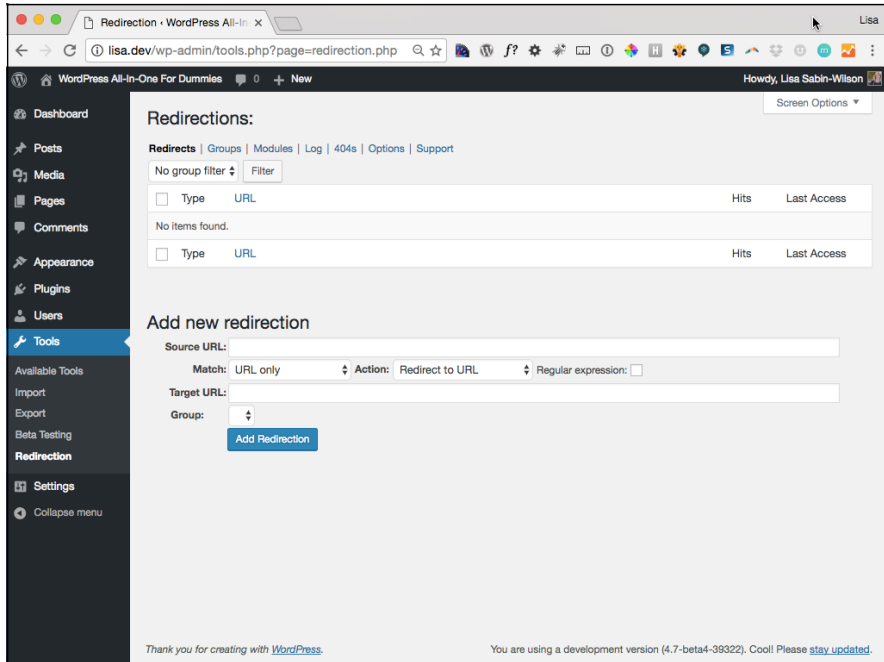 Redirection ‹ WordPress All-In
Lisa
lisa.dev/wp-admin/tools.php?page=redirection.php
f?
H
S
m
WordPress All-In-One For Dummies 0 + New Howdy, Lisa Sabin-Wilson
Screen Options
Dashboard
Posts
Media
Pages
Comments
Appearance
Plugins
Users
Tools
Available Tools
Import
Export
Beta Testing
Redirection
Settings
Collapse menu
Redirections:
Redirects | Groups | Modules | Log | 404s | Options | Support
No group filter Filter
Type URL Hits Last Access
No items found.
Type URL Hits Last Access
Add new redirection
Source URL:
Match: URL only Action: Redirect to URL Regular expression:
Target URL:
Group:
Add Redirection
Thank you for creating with WordPress. You are using a development version (4.7-beta4-39322). Cool! Please stay updated.